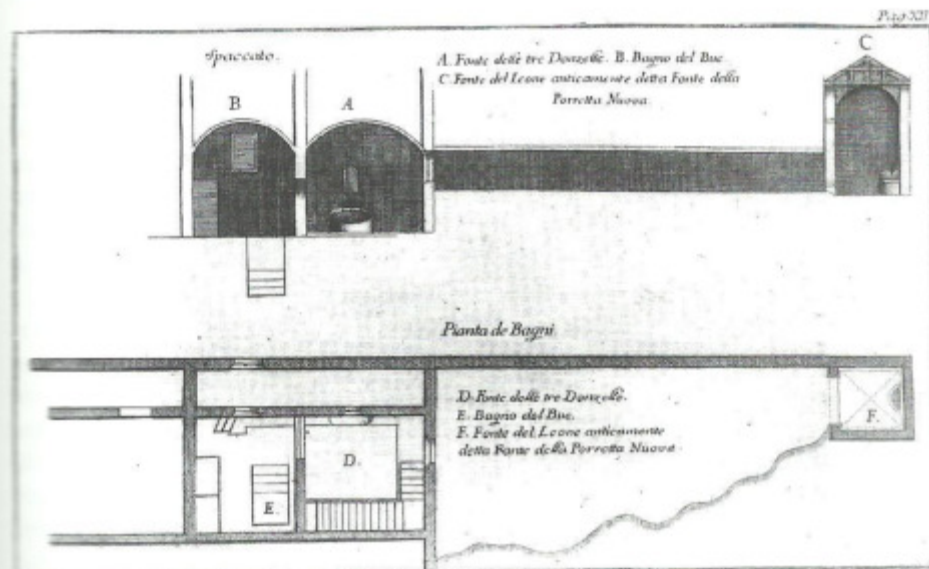 Pag. XII
Spaccato.
A. Fonte delle tre Donzelle. B. Bagno del Bue
C. Fonte del Leone anticamente detta Fonte della
Porretta Nuova.
C
B
A
Pianta de Bagni
D. Fonte delle tre Donzelle.
E. Bagno del Bue.
F. Fonte del Leone anticamente
detta Fonte della Porretta Nuova.
F.
D.
E.